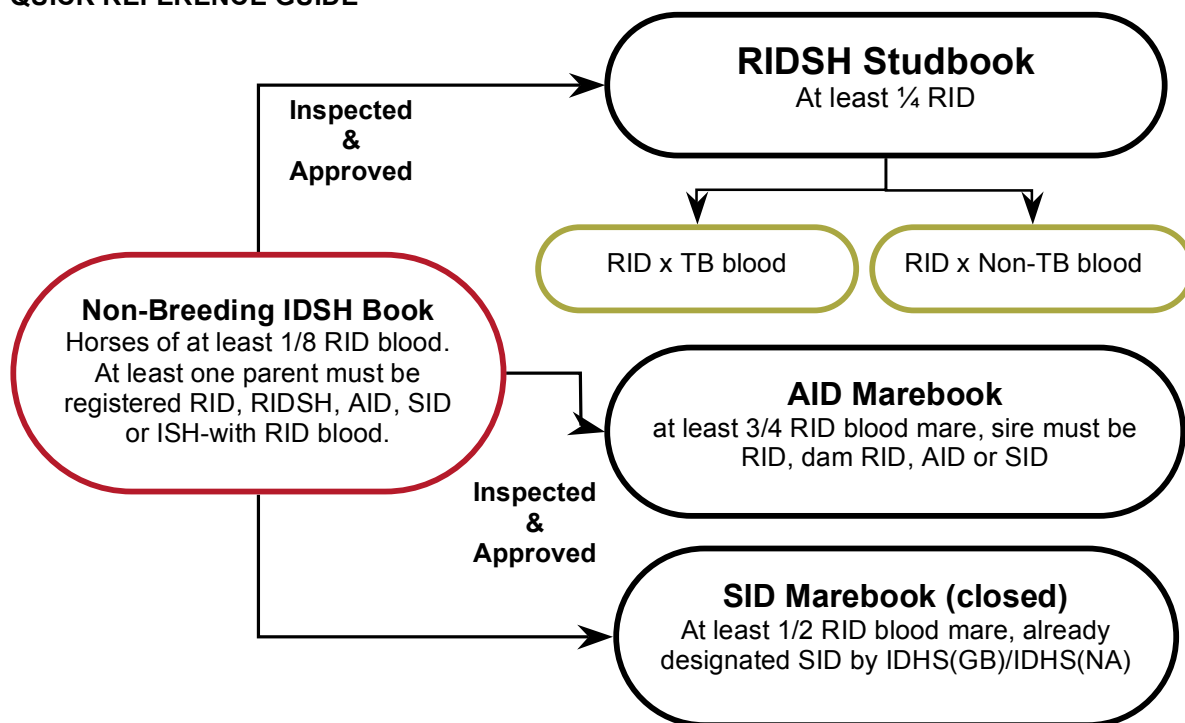 QUICK REFERENCE GUIDE
RIDSH Studbook
At least ¼ RID
Inspected
&
Approved
RID x TB blood
RID x Non-TB blood
Non-Breeding IDSH Book
Horses of at least 1/8 RID blood.
At least one parent must be
registered RID, RIDSH, AID, SID
or ISH-with RID blood.
AID Marebook
at least 3/4 RID blood mare, sire must be
RID, dam RID, AID or SID
Inspected
&
Approved
SID Marebook (closed)
At least 1/2 RID blood mare, already
designated SID by IDHS(GB)/IDHS(NA)